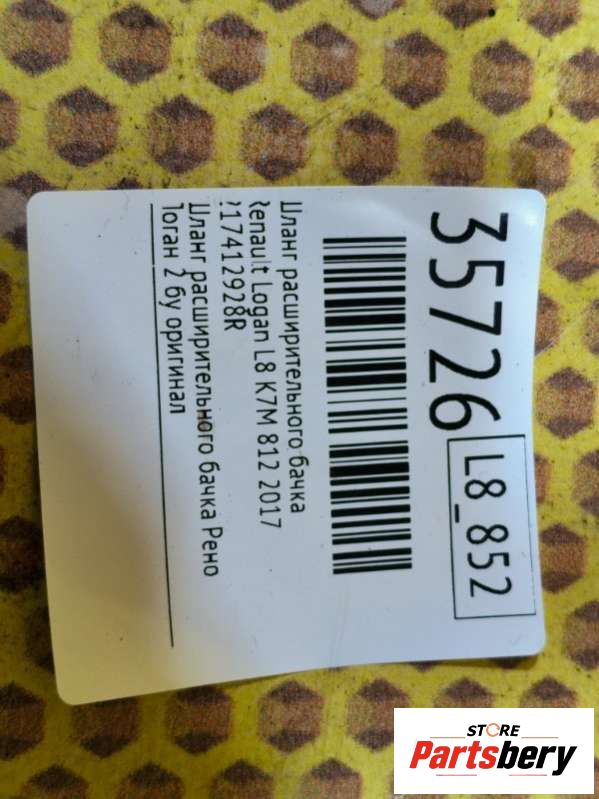 35726
L8_852
Шланг расширительного бачка
Renault Logan L8 K7M 812 2017
217412928R
Шланг расширительного бачка Рено
Логан 2 бу оригинал
STORE
Partsbery